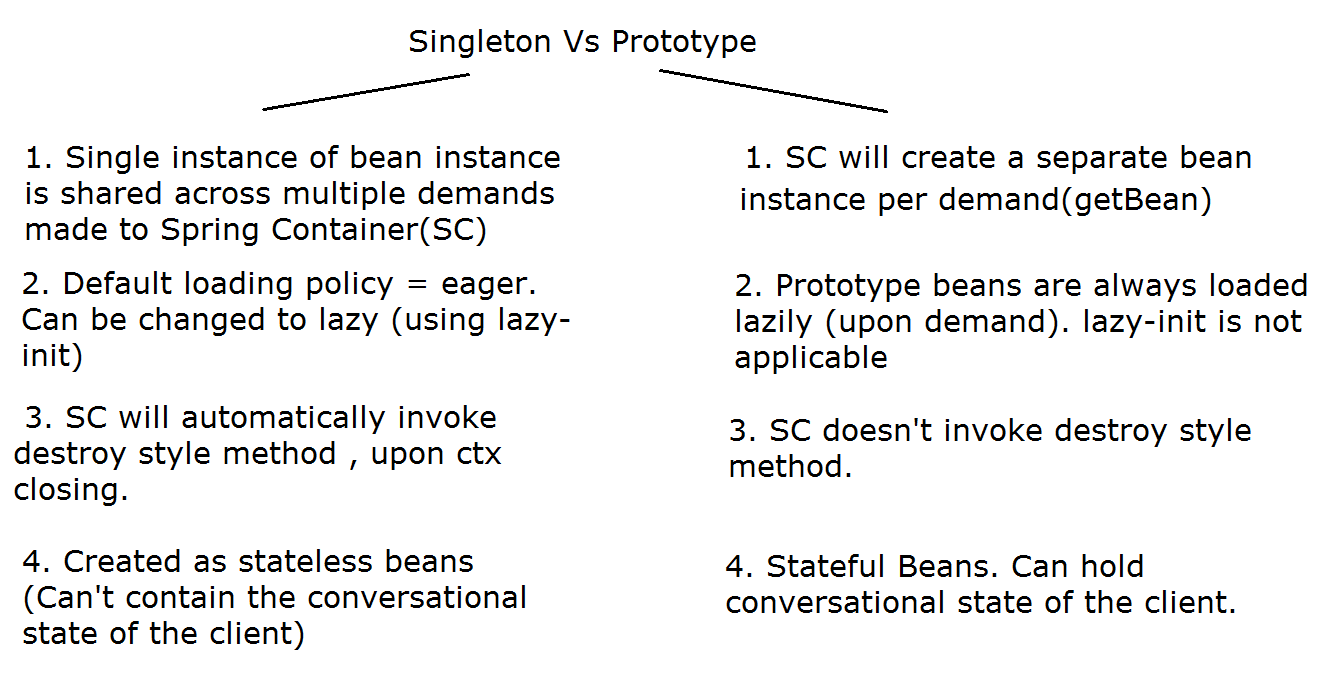 Singleton Vs Prototype
1. Single instance of bean instance
is shared across multiple demands
made to Spring Container(SC)
2. Default loading policy = eager.
Can be changed to lazy (using lazy-
init)
3. SC will automatically invoke
destroy style method , upon ctx
closing.
4. Created as stateless beans
(Can't contain the conversational
state of the client)
1. SC will create a separate bean
instance per demand(getBean)
2. Prototype beans are always loaded
lazily (upon demand). lazy-init is not
applicable
3. SC doesn't invoke destroy style
method.
4. Stateful Beans. Can hold
conversational state of the client.